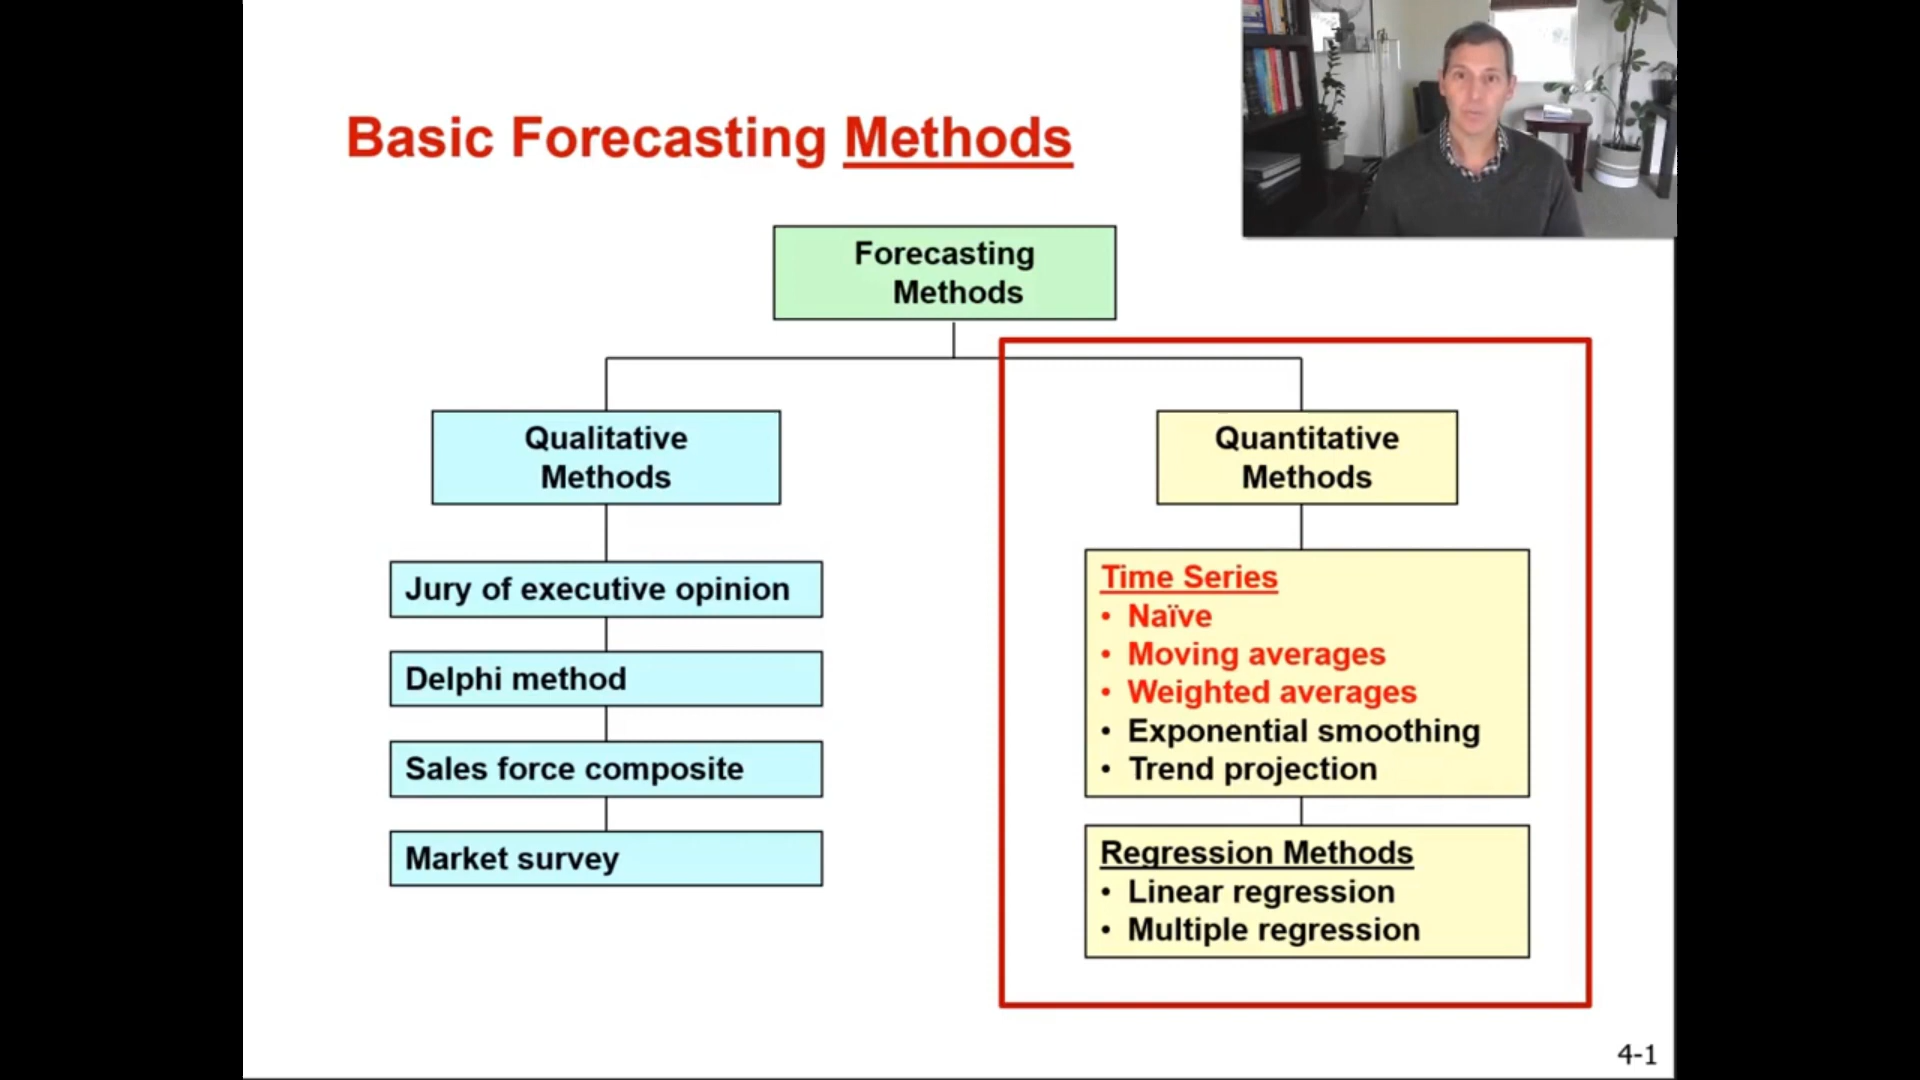 Basic Forecasting Methods
Forecasting
Methods
Qualitative
Methods
Jury of executive opinion
Delphi method
Sales force composite
Market survey
Quantitative
Methods
Time Series
• Naïve
• Moving averages
• Weighted averages
• Exponential smoothing
• Trend projection
Regression Methods
• Linear regression
• Multiple regression
4-1